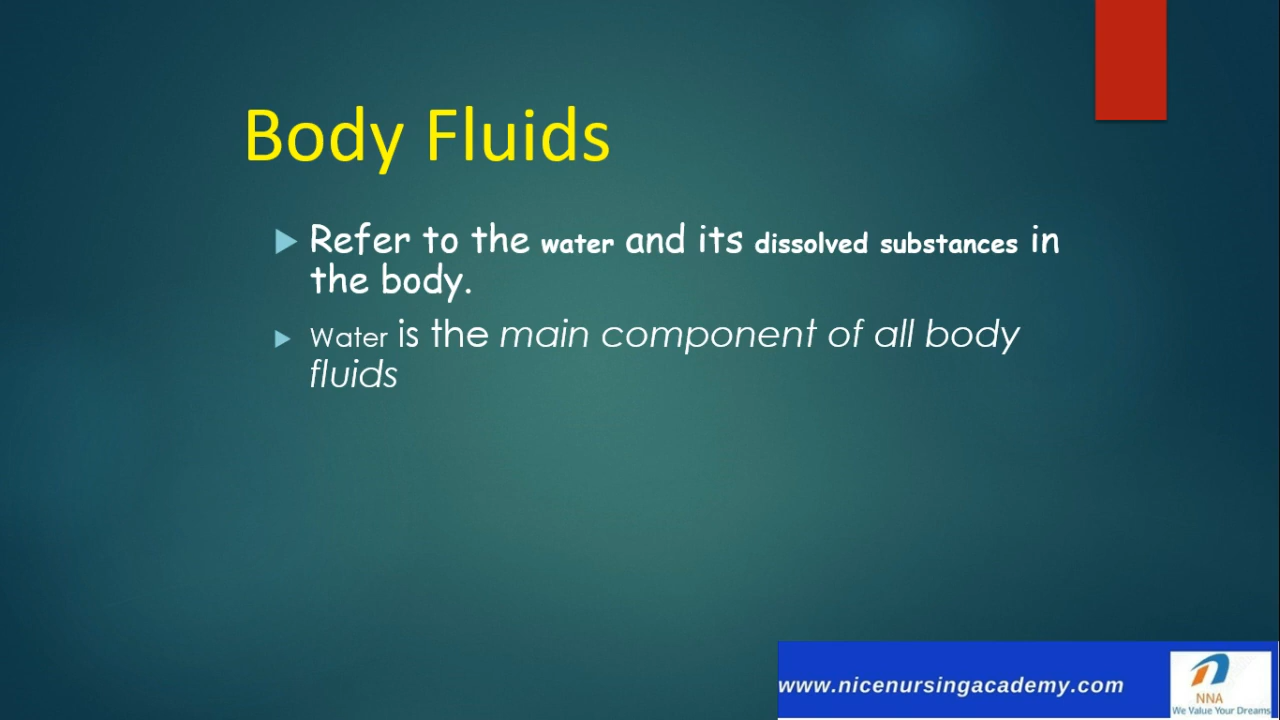 Body Fluids
Refer to the water and its dissolved substances in
the body.
Water is the main component of all body
fluids
www.nicenursingacademy.com
NNA
We Value Your Dreams